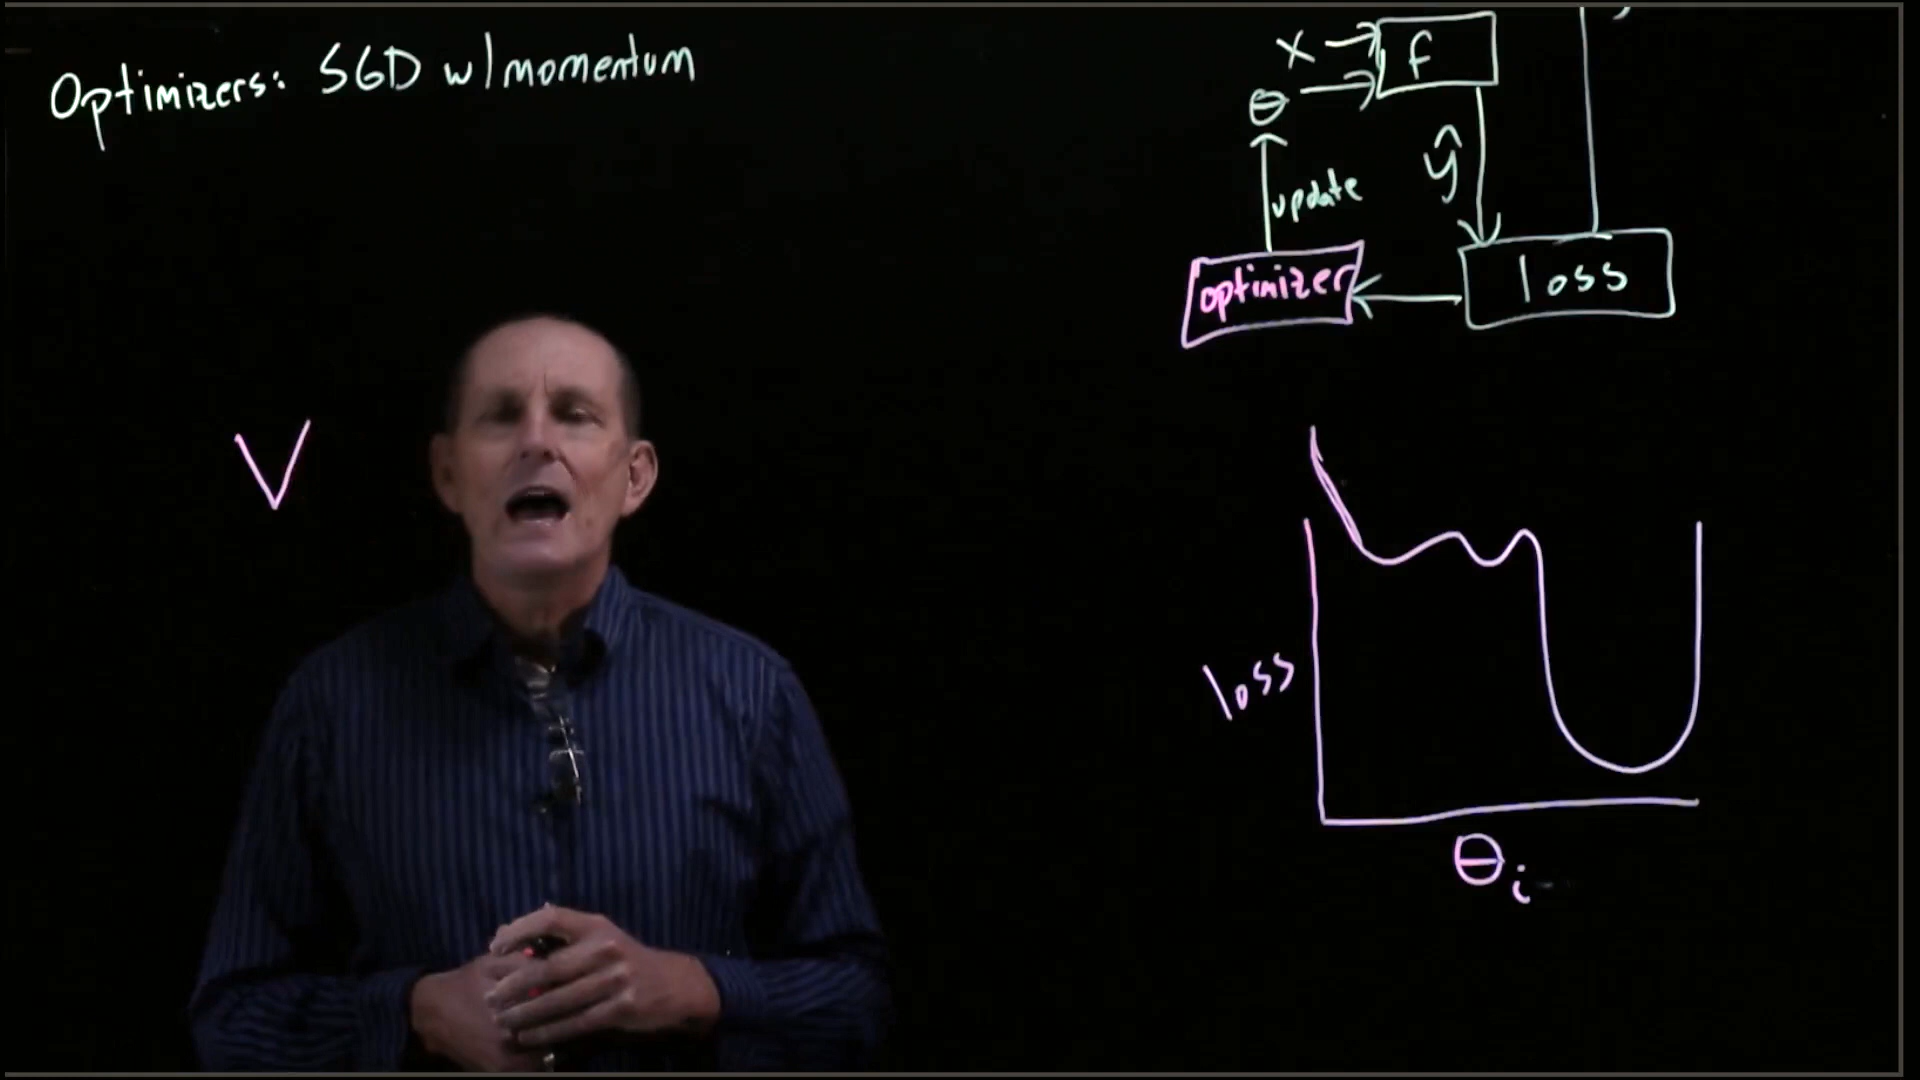 Optimizers: SGD w/momentum
x
f
θ
ŷ
update
optimizer
loss
V
loss
θi